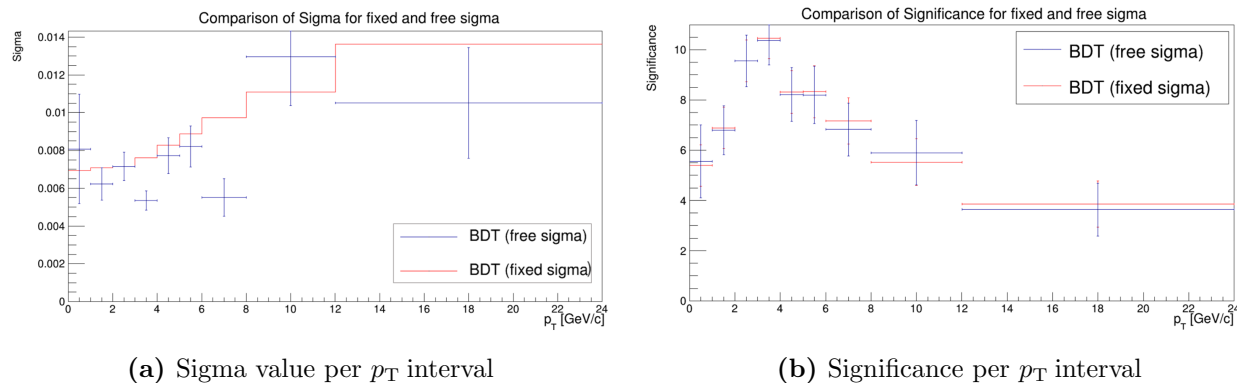 Comparison of Sigma for fixed and free sigma
Sigma
0.014
0.012
0.01
0.008
0.006
0.004
0.002
0
BDT (free sigma)
BDT (fixed sigma)
0 2 4 6 8 10 12 14 16 18 20 22 24
p_T [GeV/c]
(a) Sigma value per p_T interval
Comparison of Significance for fixed and free sigma
Significance
10
8
6
4
2
0
BDT (free sigma)
BDT (fixed sigma)
0 2 4 6 8 10 12 14 16 18 20 22 24
p_T [GeV/c]
(b) Significance per p_T interval